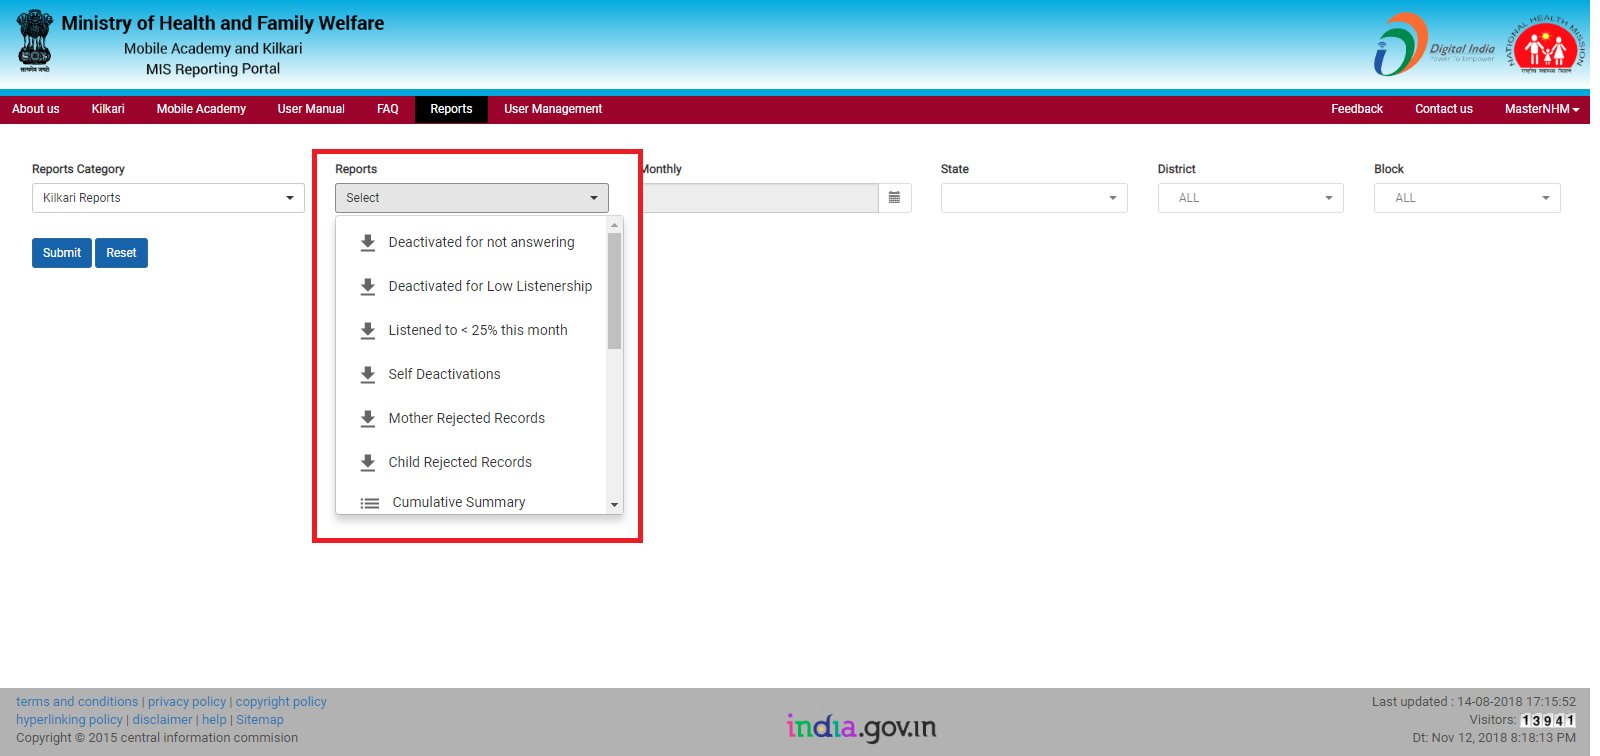 Ministry of Health and Family Welfare
Mobile Academy and Kilkari
MIS Reporting Portal
सत्यमेव जयते
Digital India
Power To Empower
NATIONAL HEALTH MISSION
राष्ट्रीय स्वास्थ्य मिशन
About us
Kilkari
Mobile Academy
User Manual
FAQ
Reports
User Management
Feedback
Contact us
MasterNHM
Reports Category
Reports
Monthly
State
District
Block
Kilkari Reports
Select
ALL
ALL
Submit
Reset
Deactivated for not answering
Deactivated for Low Listenership
Listened to < 25% this month
Self Deactivations
Mother Rejected Records
Child Rejected Records
Cumulative Summary
terms and conditions | privacy policy | copyright policy
hyperlinking policy | disclaimer | help | Sitemap
Copyright © 2015 central information commision
india.gov.in
Last updated : 14-08-2018 17:15:52
Visitors: 13941
Dt: Nov 12, 2018 8:18:13 PM